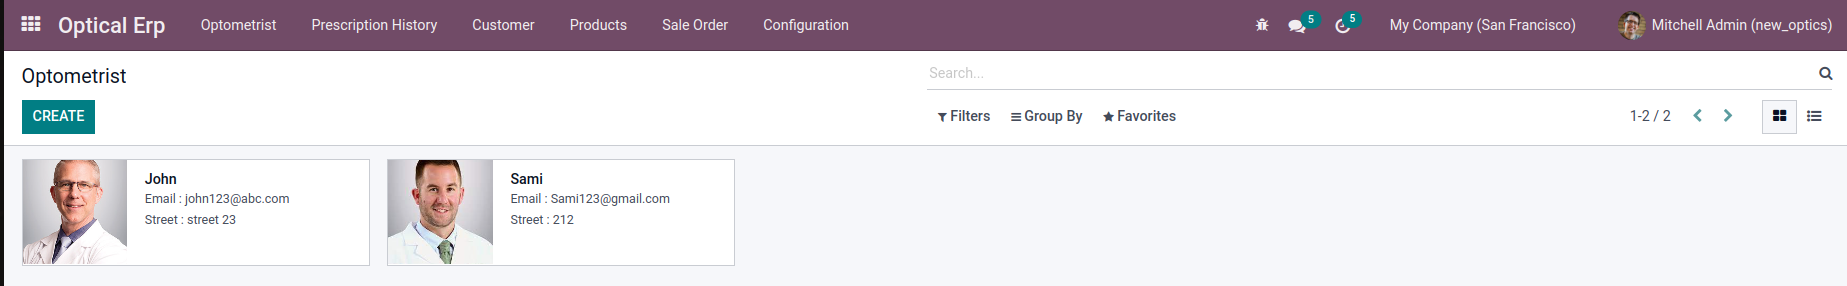 Optical Erp Optometrist Prescription History Customer Products Sale Order Configuration 5 5 My Company (San Francisco) Mitchell Admin (new_optics)
Optometrist Search...
CREATE Filters Group By Favorites 1-2 / 2
John
Email : john123@abc.com
Street : street 23
Sami
Email : Sami123@gmail.com
Street : 212